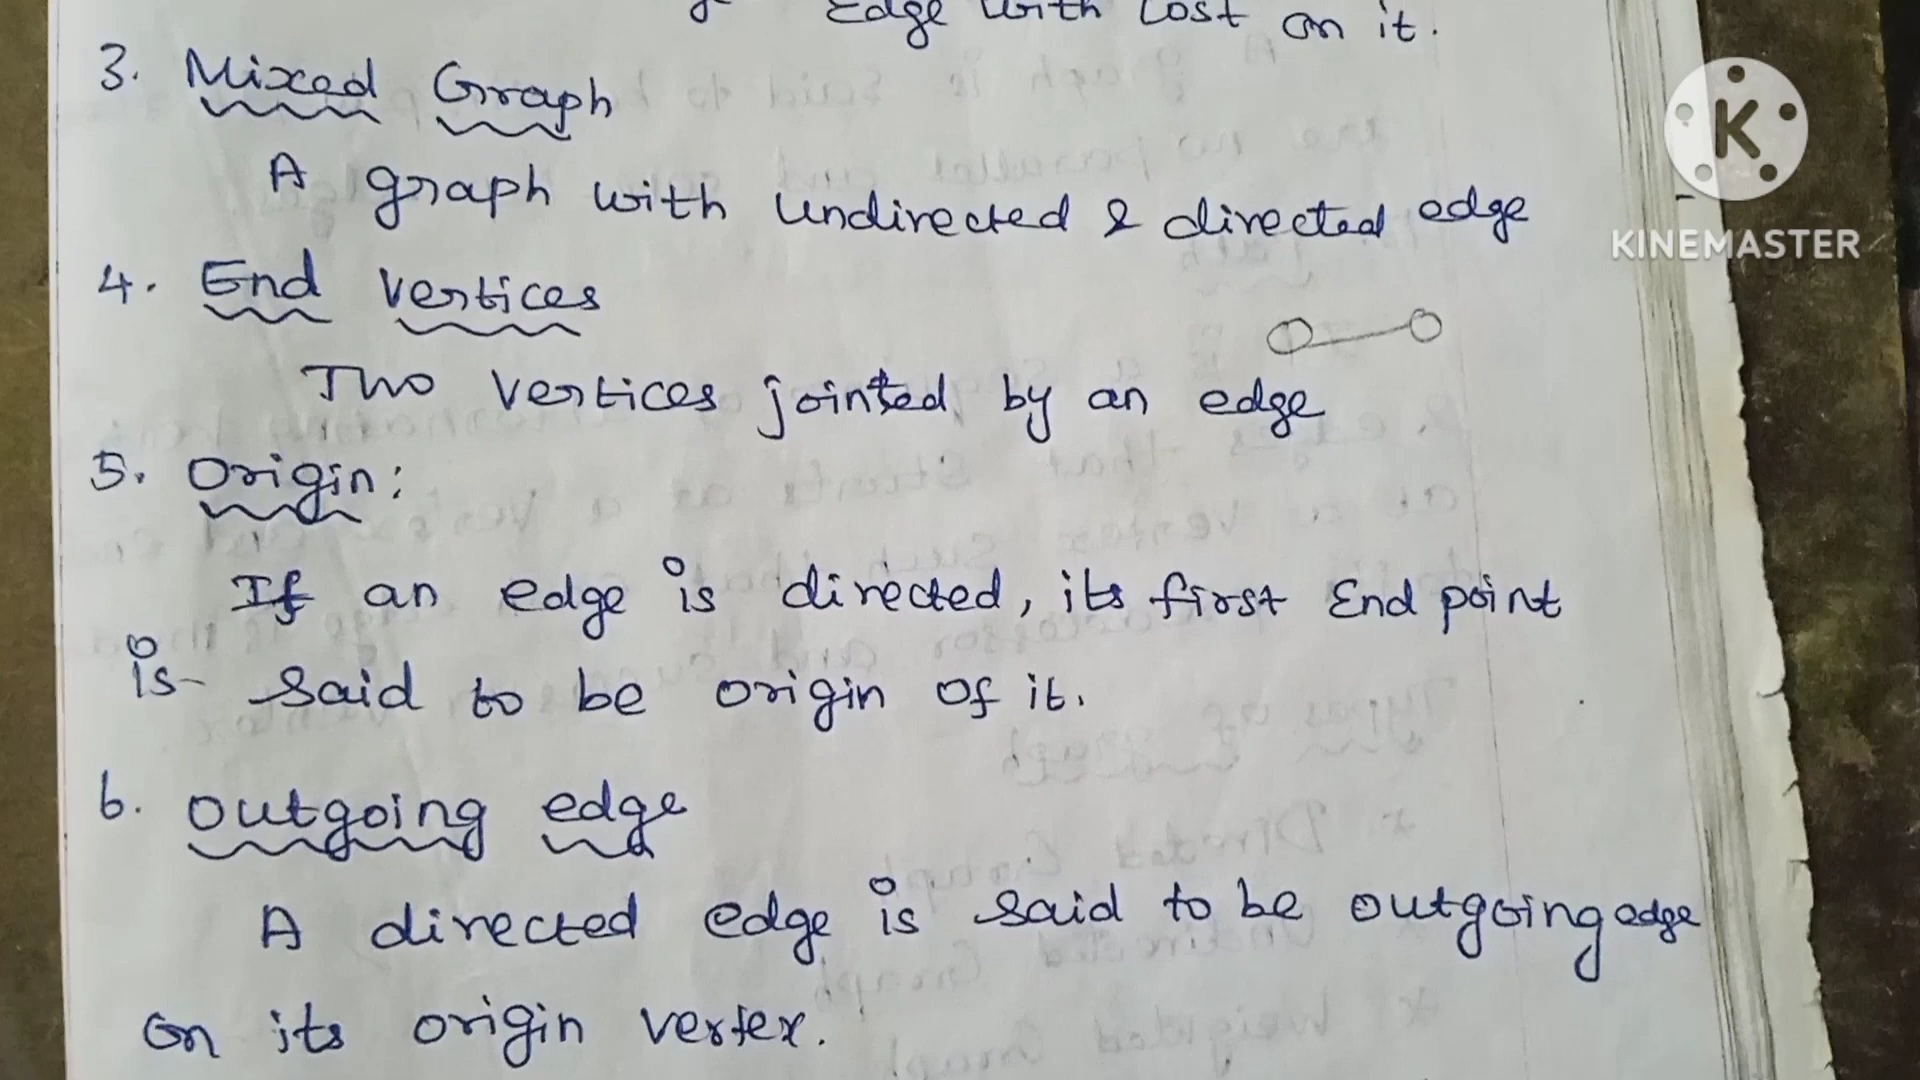 Edge with cost on it.
3. Mixed Graph
A graph with undirected & directed edge
4. End vertices
Two vertices jointed by an edge
5. Origin:
If an edge is directed, its first End point
is said to be origin of it.
6. Outgoing edge
A directed edge is said to be outgoing edge
on its origin vertex.
K
KINEMASTER